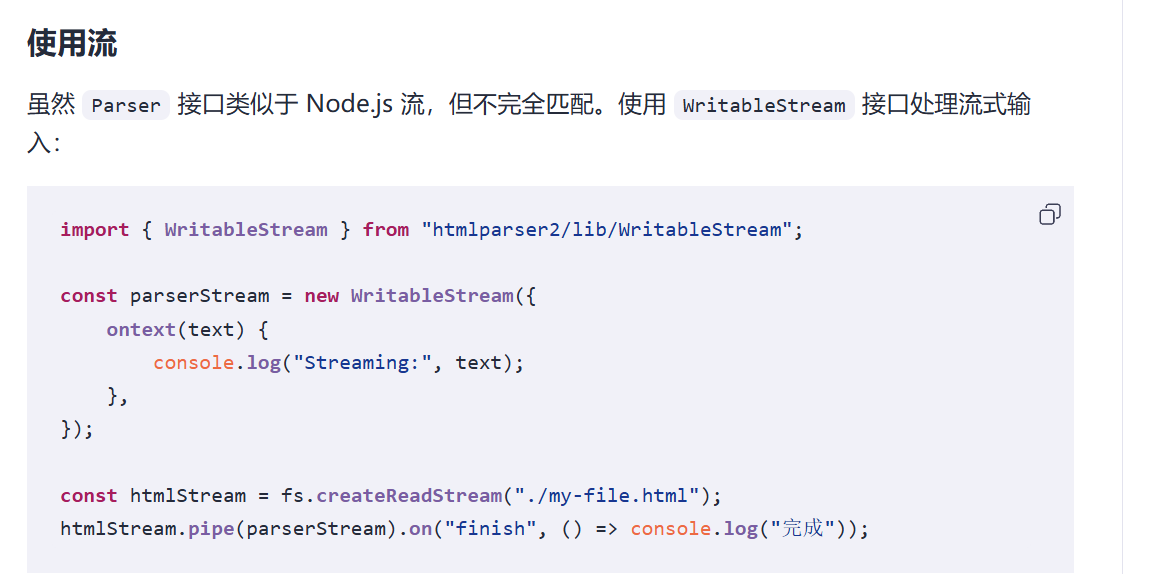 使用流
虽然 Parser 接口类似于 Node.js 流，但不完全匹配。使用 WritableStream 接口处理流式输
入：
import { WritableStream } from "htmlparser2/lib/WritableStream";
const parserStream = new WritableStream({
    ontext(text) {
        console.log("Streaming:", text);
    },
});
const htmlStream = fs.createReadStream("./my-file.html");
htmlStream.pipe(parserStream).on("finish", () => console.log("完成"));